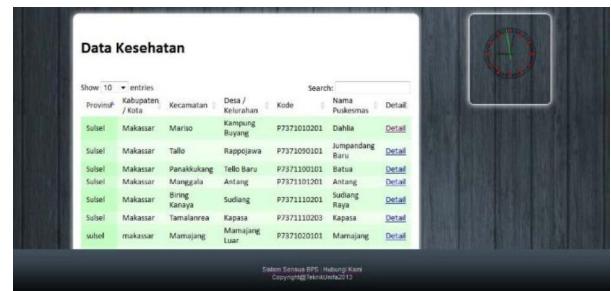 Data Kesehatan
Show 10 entries Search:
Provinsi Kabupaten / Kota Kecamatan Desa / Kelurahan Kode Nama Puskesmas Detail
Sulsel Makassar Mariso Kampung Buyang P7371010201 Dahlia Detail
Sulsel Makassar Tallo Rappojawa P7371090101 Jumpandang Baru Detail
Sulsel Makassar Panakkukang Tello Baru P7371100101 Batua Detail
Sulsel Makassar Manggala Antang P7371101201 Antang Detail
Sulsel Makassar Biring Kanaya Sudiang P7371110201 Sudiang Raya Detail
Sulsel Makassar Tamalanrea Kapasa P7371110203 Kapasa Detail
sulsel makassar Mamajang Mamajang Luar P7371020101 Mamajang Detail
Sistem Sensus BPS | Hubungi Kami